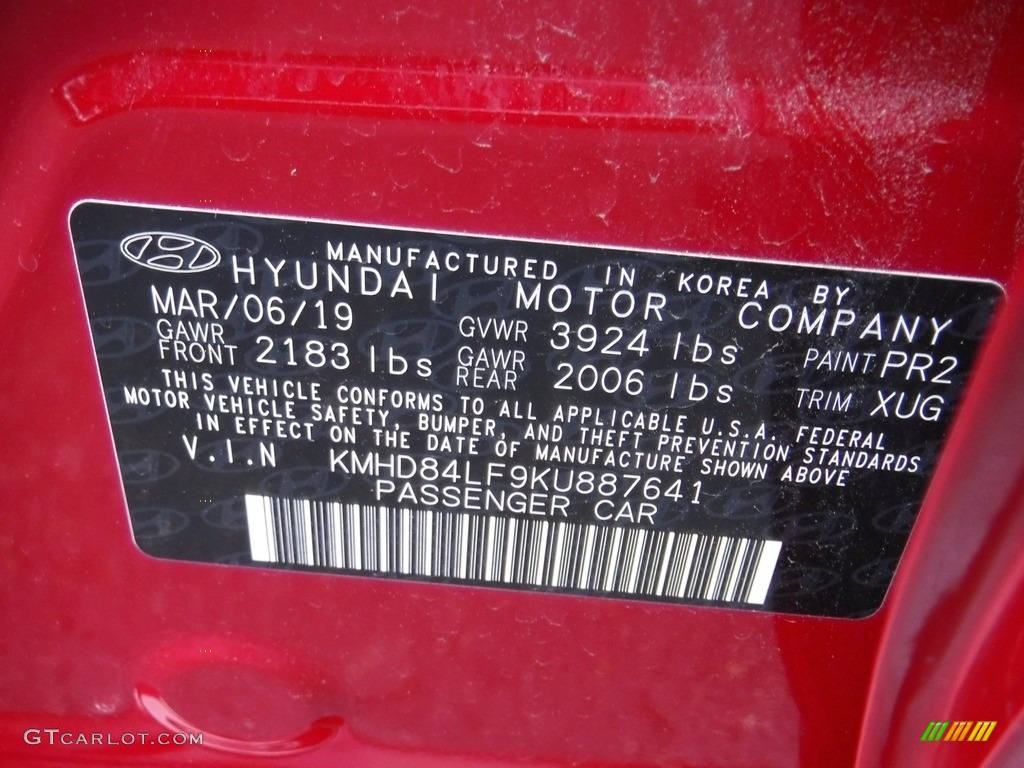 MANUFACTURED IN KOREA BY
HYUNDAI MOTOR COMPANY
MAR/06/19 GVWR 3924 lbs PAINT PR2
GAWR FRONT 2183 lbs GAWR REAR 2006 lbs TRIM XUG
THIS VEHICLE CONFORMS TO ALL APPLICABLE U.S.A. FEDERAL
MOTOR VEHICLE SAFETY, BUMPER, AND THEFT PREVENTION STANDARDS
IN EFFECT ON THE DATE OF MANUFACTURE SHOWN ABOVE
V.I.N KMHD84LF9KU887641
PASSENGER CAR
GTCARLOT.COM